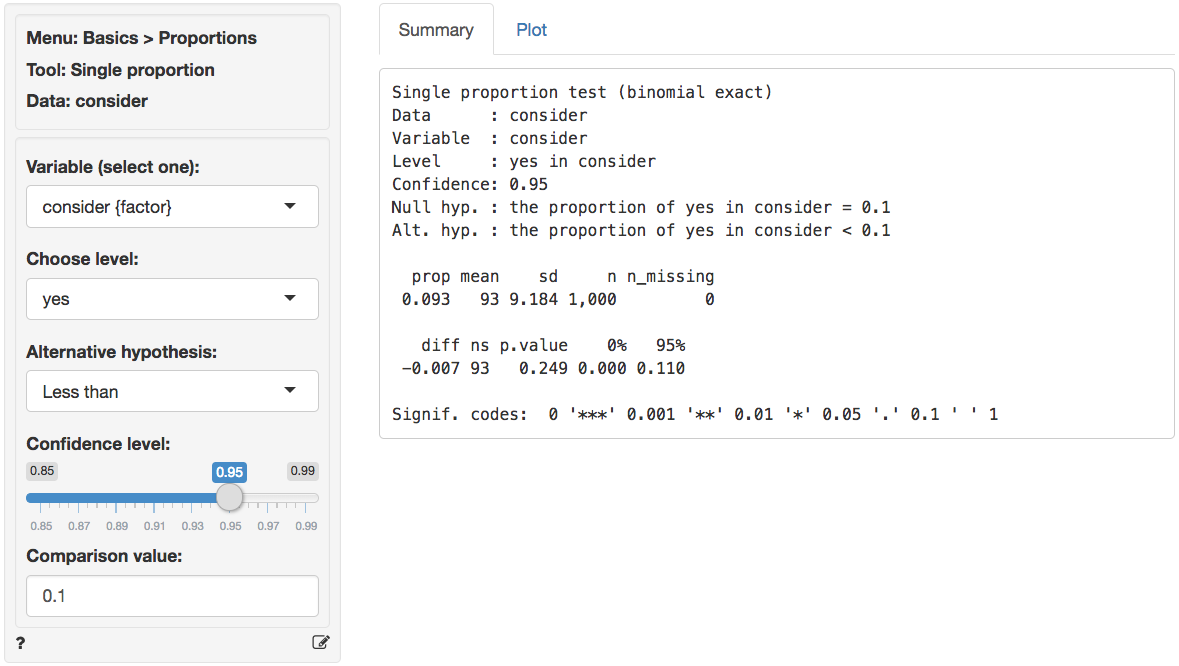 Menu: Basics > Proportions
Tool: Single proportion
Data: consider
Variable (select one):
consider {factor}
Choose level:
yes
Alternative hypothesis:
Less than
Confidence level:
0.85 0.95 0.99
0.85 0.87 0.89 0.91 0.93 0.95 0.97 0.99
Comparison value:
0.1
?
Summary Plot
Single proportion test (binomial exact)
Data      : consider
Variable  : consider
Level     : yes in consider
Confidence: 0.95
Null hyp. : the proportion of yes in consider = 0.1
Alt. hyp. : the proportion of yes in consider < 0.1
  prop mean    sd     n n_missing
 0.093   93 9.184 1,000         0
   diff ns p.value    0%   95%
 −0.007 93   0.249 0.000 0.110
Signif. codes:  0 '***' 0.001 '**' 0.01 '*' 0.05 '.' 0.1 ' ' 1